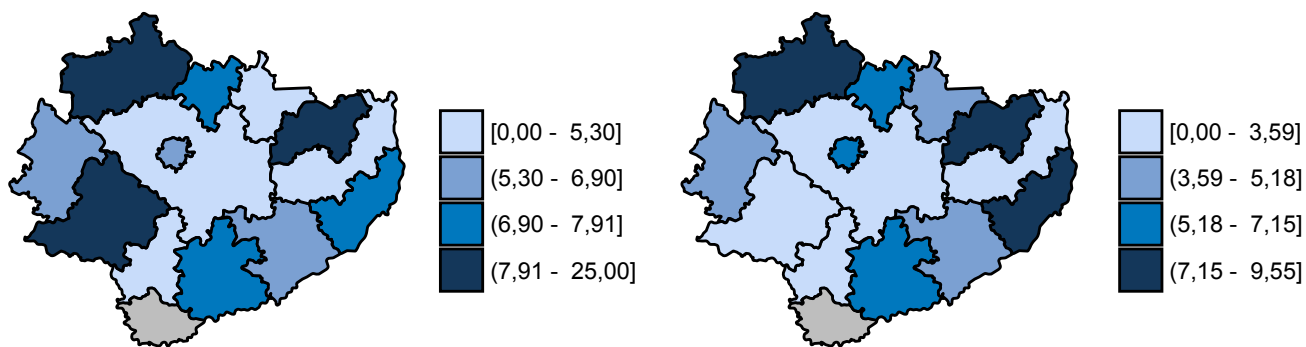 [0,00 - 5,30]
(5,30 - 6,90]
(6,90 - 7,91]
(7,91 - 25,00]
[0,00 - 3,59]
(3,59 - 5,18]
(5,18 - 7,15]
(7,15 - 9,55]